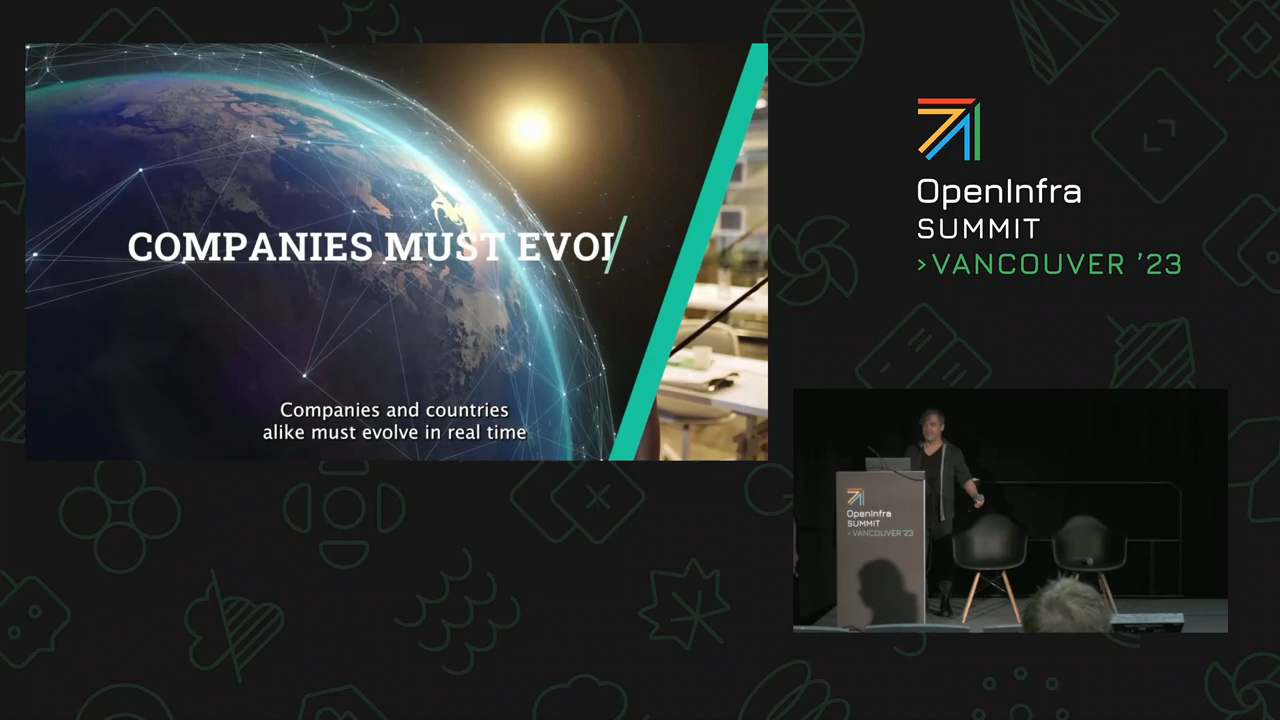 COMPANIES MUST EVOL
Companies and countries
alike must evolve in real time
OpenInfra
SUMMIT
>VANCOUVER '23
OpenInfra
SUMMIT
>VANCOUVER '23